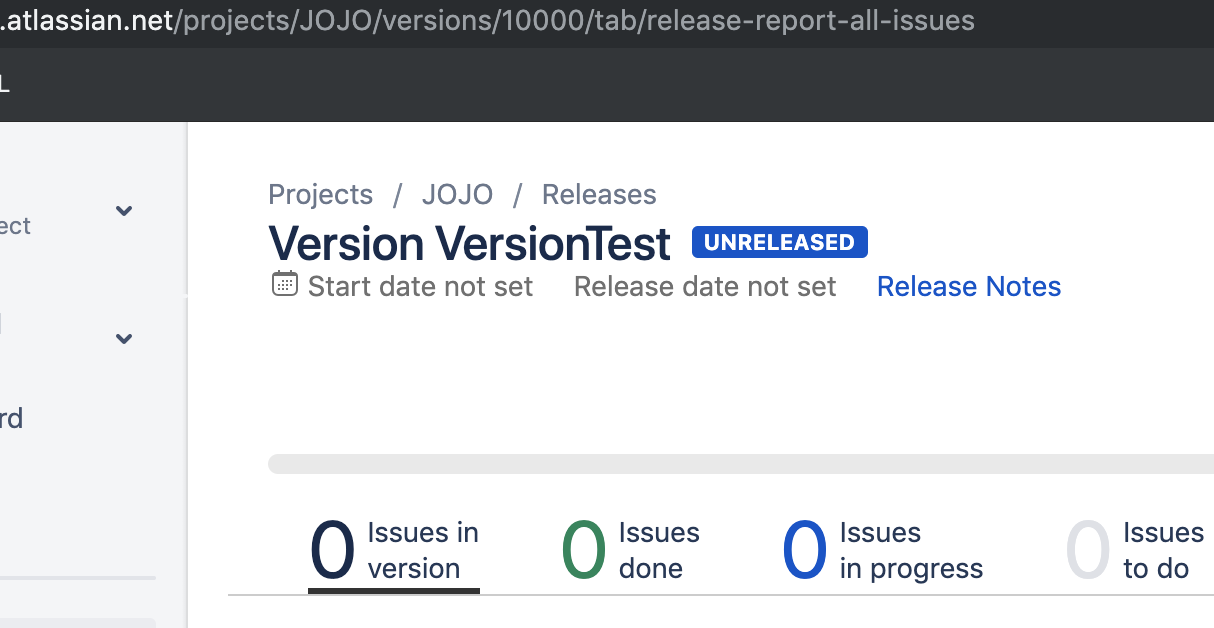 .atlassian.net/projects/JOJO/versions/10000/tab/release-report-all-issues
L
Projects / JOJO / Releases
ect
Version VersionTest UNRELEASED
Start date not set Release date not set Release Notes
rd
0 Issues in version
0 Issues done
0 Issues in progress
0 Issues to do